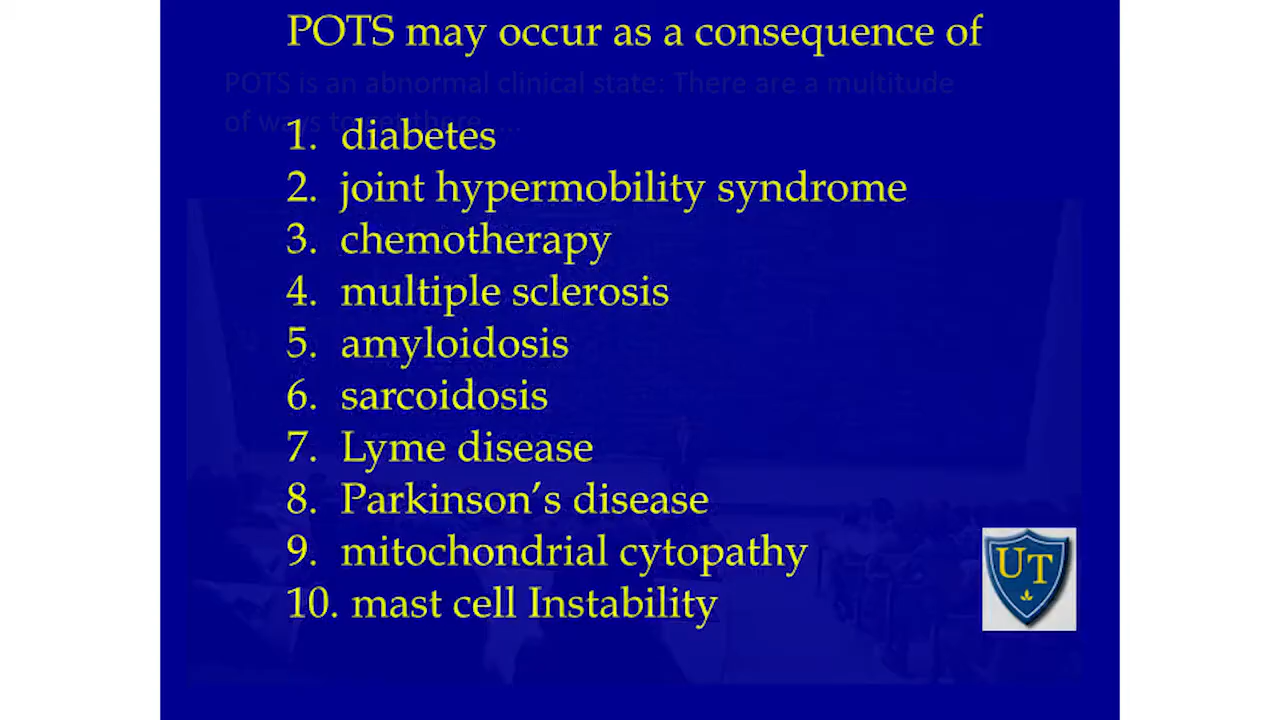 POTS may occur as a consequence of
POTS is an abnormal clinical state: There are a multitude
of ways to get there....
1. diabetes
2. joint hypermobility syndrome
3. chemotherapy
4. multiple sclerosis
5. amyloidosis
6. sarcoidosis
7. Lyme disease
8. Parkinson’s disease
9. mitochondrial cytopathy
10. mast cell Instability
UT